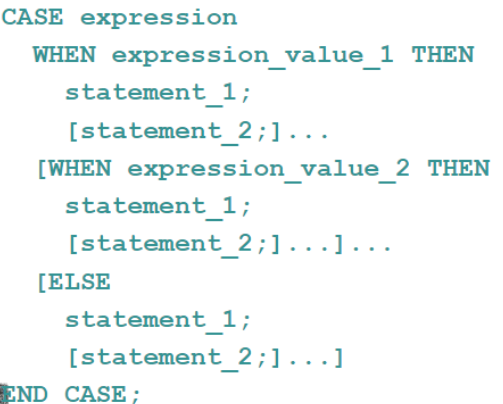 CASE expression
WHEN expression_value_1 THEN
statement_1;
[statement_2;]...
[WHEN expression_value_2 THEN
statement_1;
[statement_2;]...]...
[ELSE
statement_1;
[statement_2;]...]
END CASE;